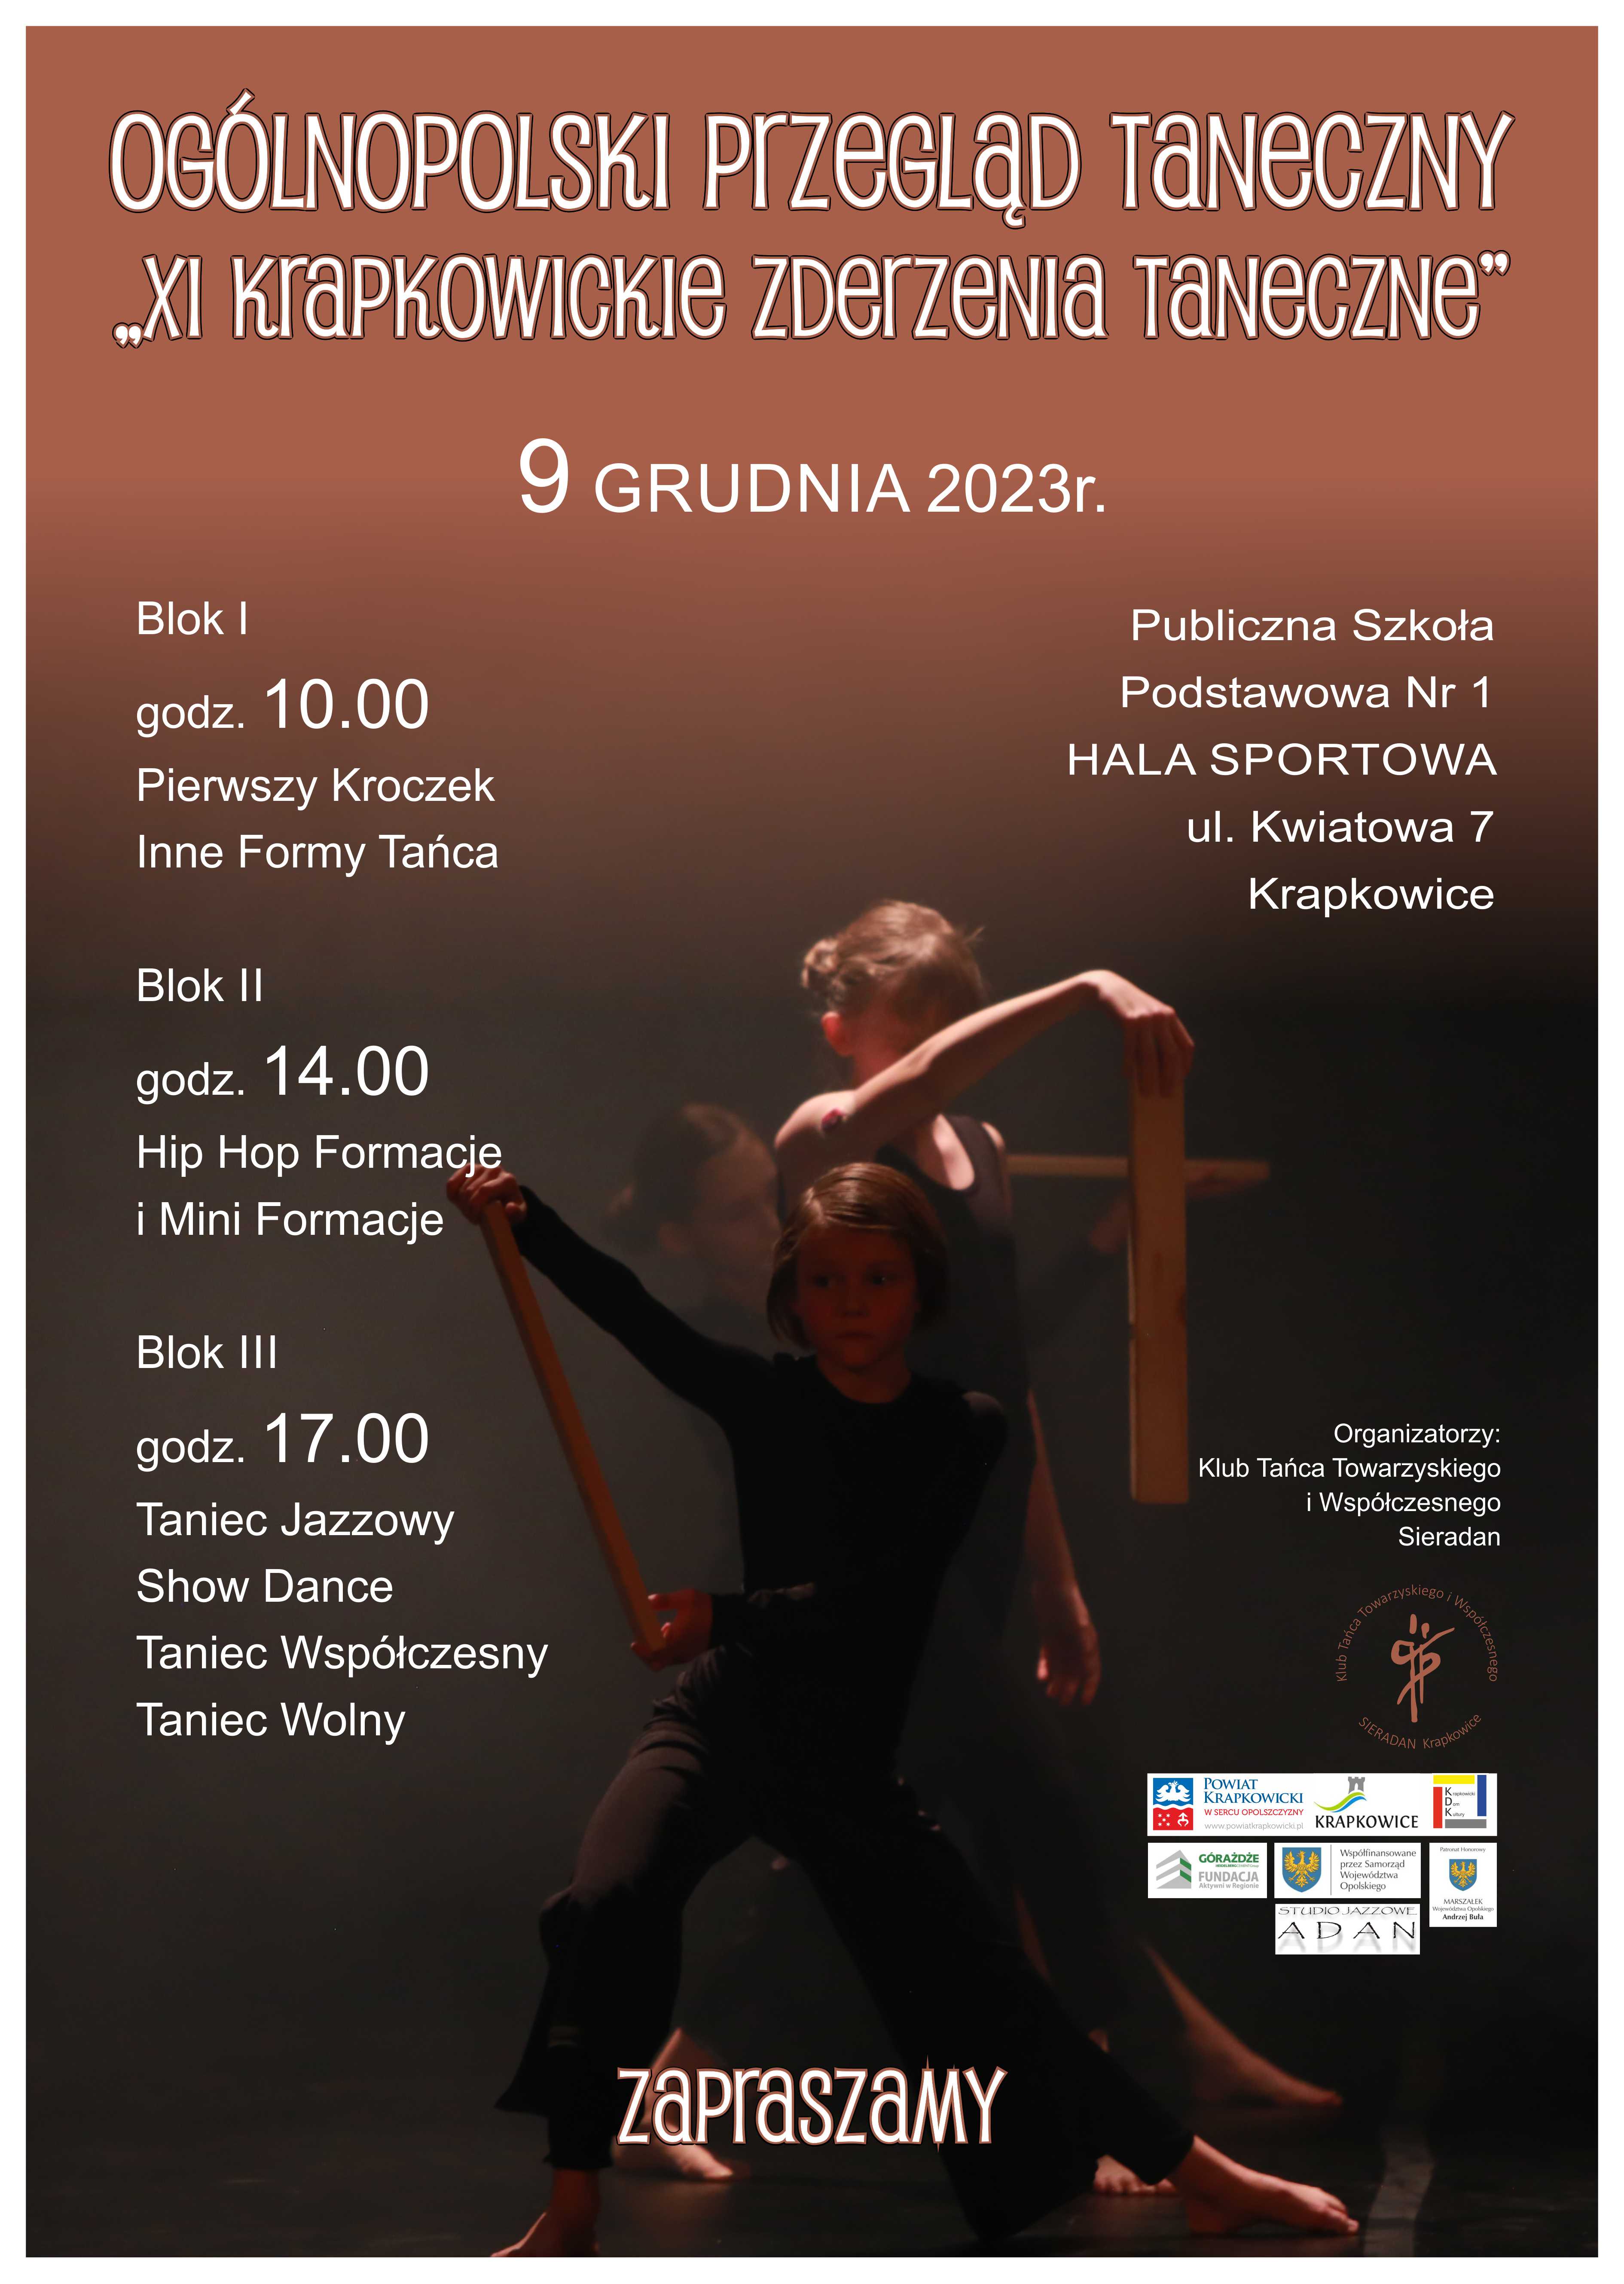 OGÓLNOPOLSKI PRZEGLĄD TANECZNY
„XI KRAPKOWICKIE ZDERZENIA TANECZNE”
9 GRUDNIA 2023r.
Blok I
godz. 10.00
Pierwszy Kroczek
Inne Formy Tańca
Blok II
godz. 14.00
Hip Hop Formacje
i Mini Formacje
Blok III
godz. 17.00
Taniec Jazzowy
Show Dance
Taniec Współczesny
Taniec Wolny
Publiczna Szkoła
Podstawowa Nr 1
HALA SPORTOWA
ul. Kwiatowa 7
Krapkowice
Organizatorzy:
Klub Tańca Towarzyskiego
i Współczesnego
Sieradan
Klub Tańca Towarzyskiego i Współczesnego
SIERADAN Krapkowice
POWIAT
KRAPKOWICKI
W SERCU OPOLSZCZYZNY
www.powiatkrapkowicki.pl
KRAPKOWICE
Krapkowicki
Dom
Kultury
GÓRAŻDŻE
FUNDACJA
Aktywni w Regionie
Współfinansowane
przez Samorząd
Województwa
Opolskiego
Patronat Honorowy
MARSZAŁEK
Województwa Opolskiego
Andrzej Buła
STUDIO JAZZOWE
ADAN
ZAPRASZAMY